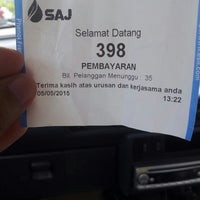 SAJ
Selamat Datang
398
PEMBAYARAN
Bil. Pelanggan Menunggu : 35
Terima kasih atas urusan dan kerjasama anda
05/05/2015 13:22